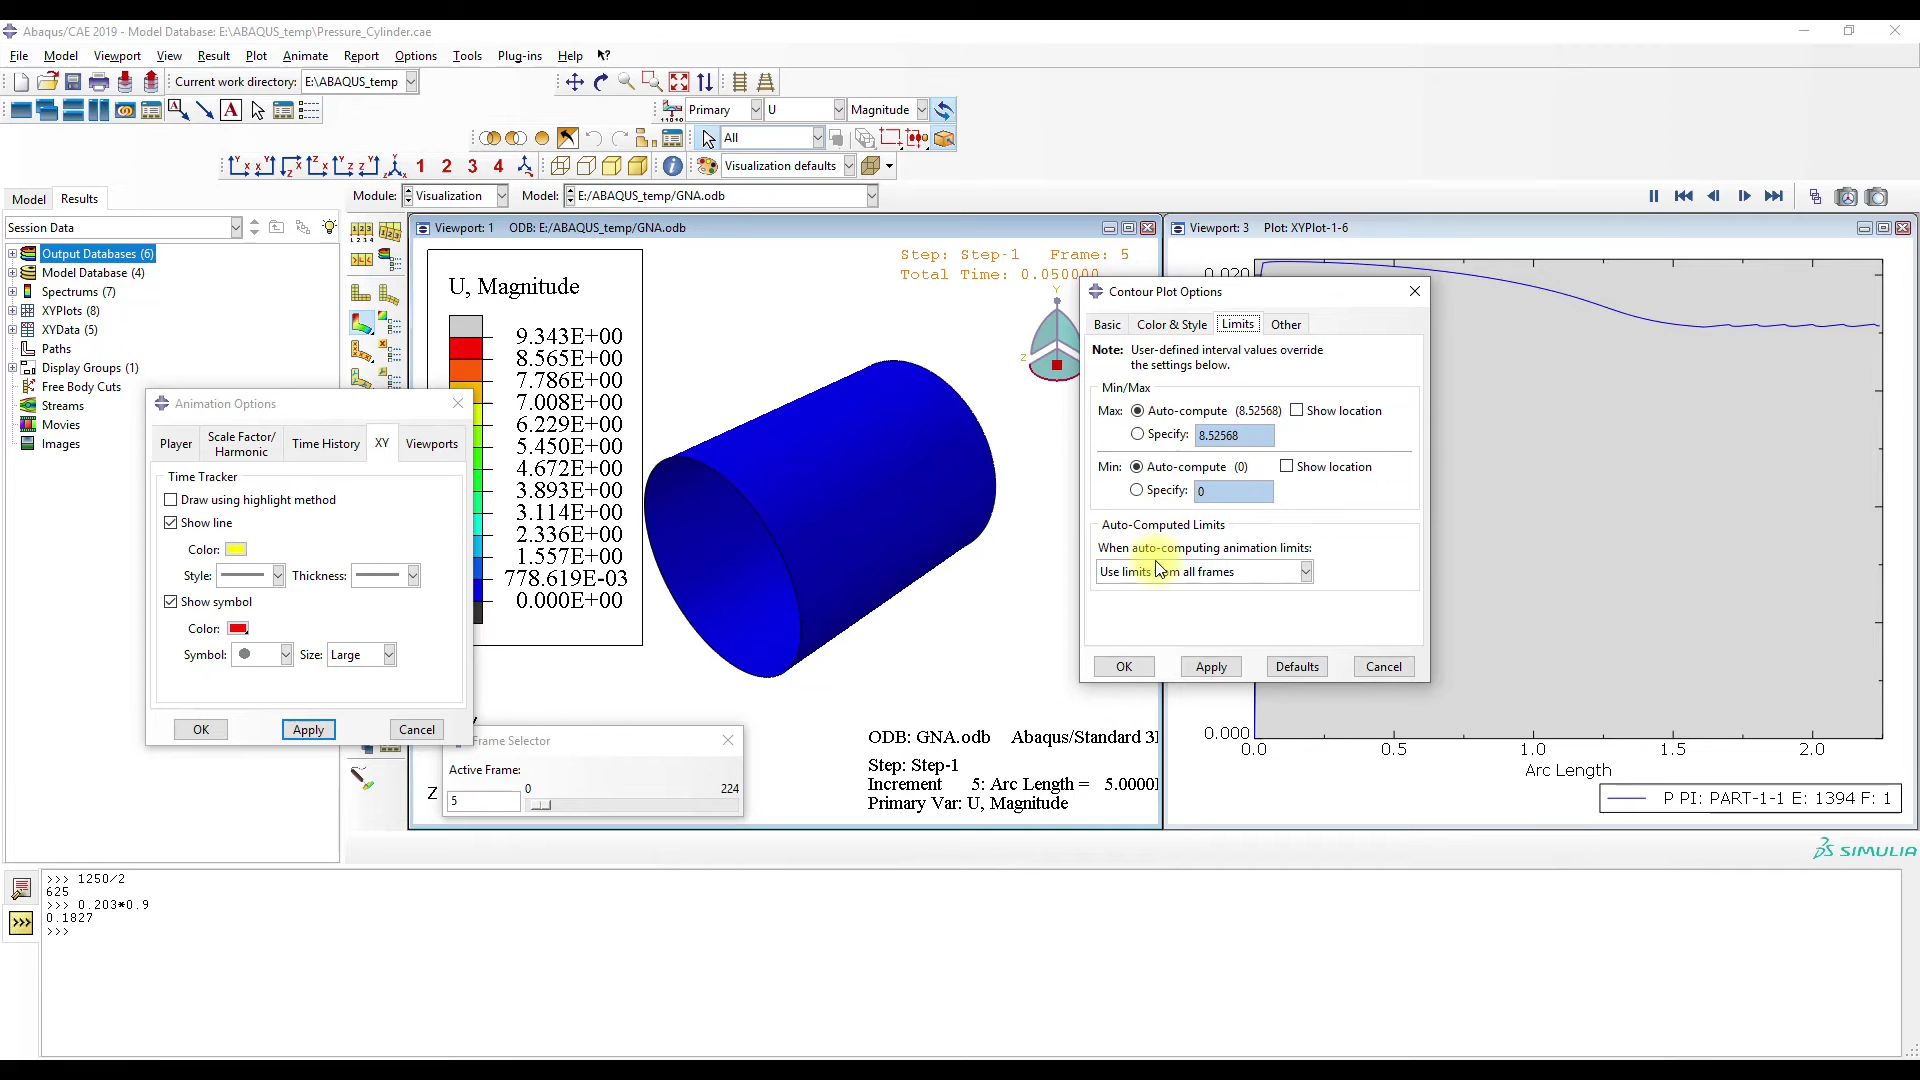 Abaqus/CAE 2019 - Model Database: E:\ABAQUS_temp\Pressure_Cylinder.cae
File Model Viewport View Result Plot Animate Report Options Tools Plug-ins Help
Current work directory: E:\ABAQUS_temp
Primary U Magnitude
All
1 2 3 4 Visualization defaults
Model Results
Module: Visualization Model: E:/ABAQUS_temp/GNA.odb
Session Data
Output Databases (6)
Model Database (4)
Spectrums (7)
XYPlots (8)
XYData (5)
Paths
Display Groups (1)
Free Body Cuts
Streams
Movies
Images
Viewport: 1 ODB: E:/ABAQUS_temp/GNA.odb
U, Magnitude
9.343E+00
8.565E+00
7.786E+00
7.008E+00
6.229E+00
5.450E+00
4.672E+00
3.893E+00
3.114E+00
2.336E+00
1.557E+00
778.619E-03
0.000E+00
Step: Step-1 Frame: 5
Total Time: 0.050000
Y
Z
ODB: GNA.odb Abaqus/Standard
Step: Step-1
Increment 5: Arc Length = 5.0000
Primary Var: U, Magnitude
Z
Animation Options
Player Scale Factor/Harmonic Time History XY Viewports
Time Tracker
Draw using highlight method
Show line
Color:
Style: Thickness:
Show symbol
Color:
Symbol: Size: Large
OK Apply Cancel
Frame Selector
Active Frame:
0 224
5
Contour Plot Options
Basic Color & Style Limits Other
Note: User-defined interval values override
the settings below.
Min/Max
Max: Auto-compute (8.52568) Show location
Specify: 8.52568
Min: Auto-compute (0) Show location
Specify: 0
Auto-Computed Limits
When auto-computing animation limits:
Use limits from all frames
OK Apply Defaults Cancel
Viewport: 3 Plot: XYPlot-1-6
0.020
0.000
0.0 0.5 1.0 1.5 2.0
Arc Length
P PI: PART-1-1 E: 1394 F: 1
SIMULIA
>>> 1250/2
625
>>> 0.203*0.9
0.1827
>>>